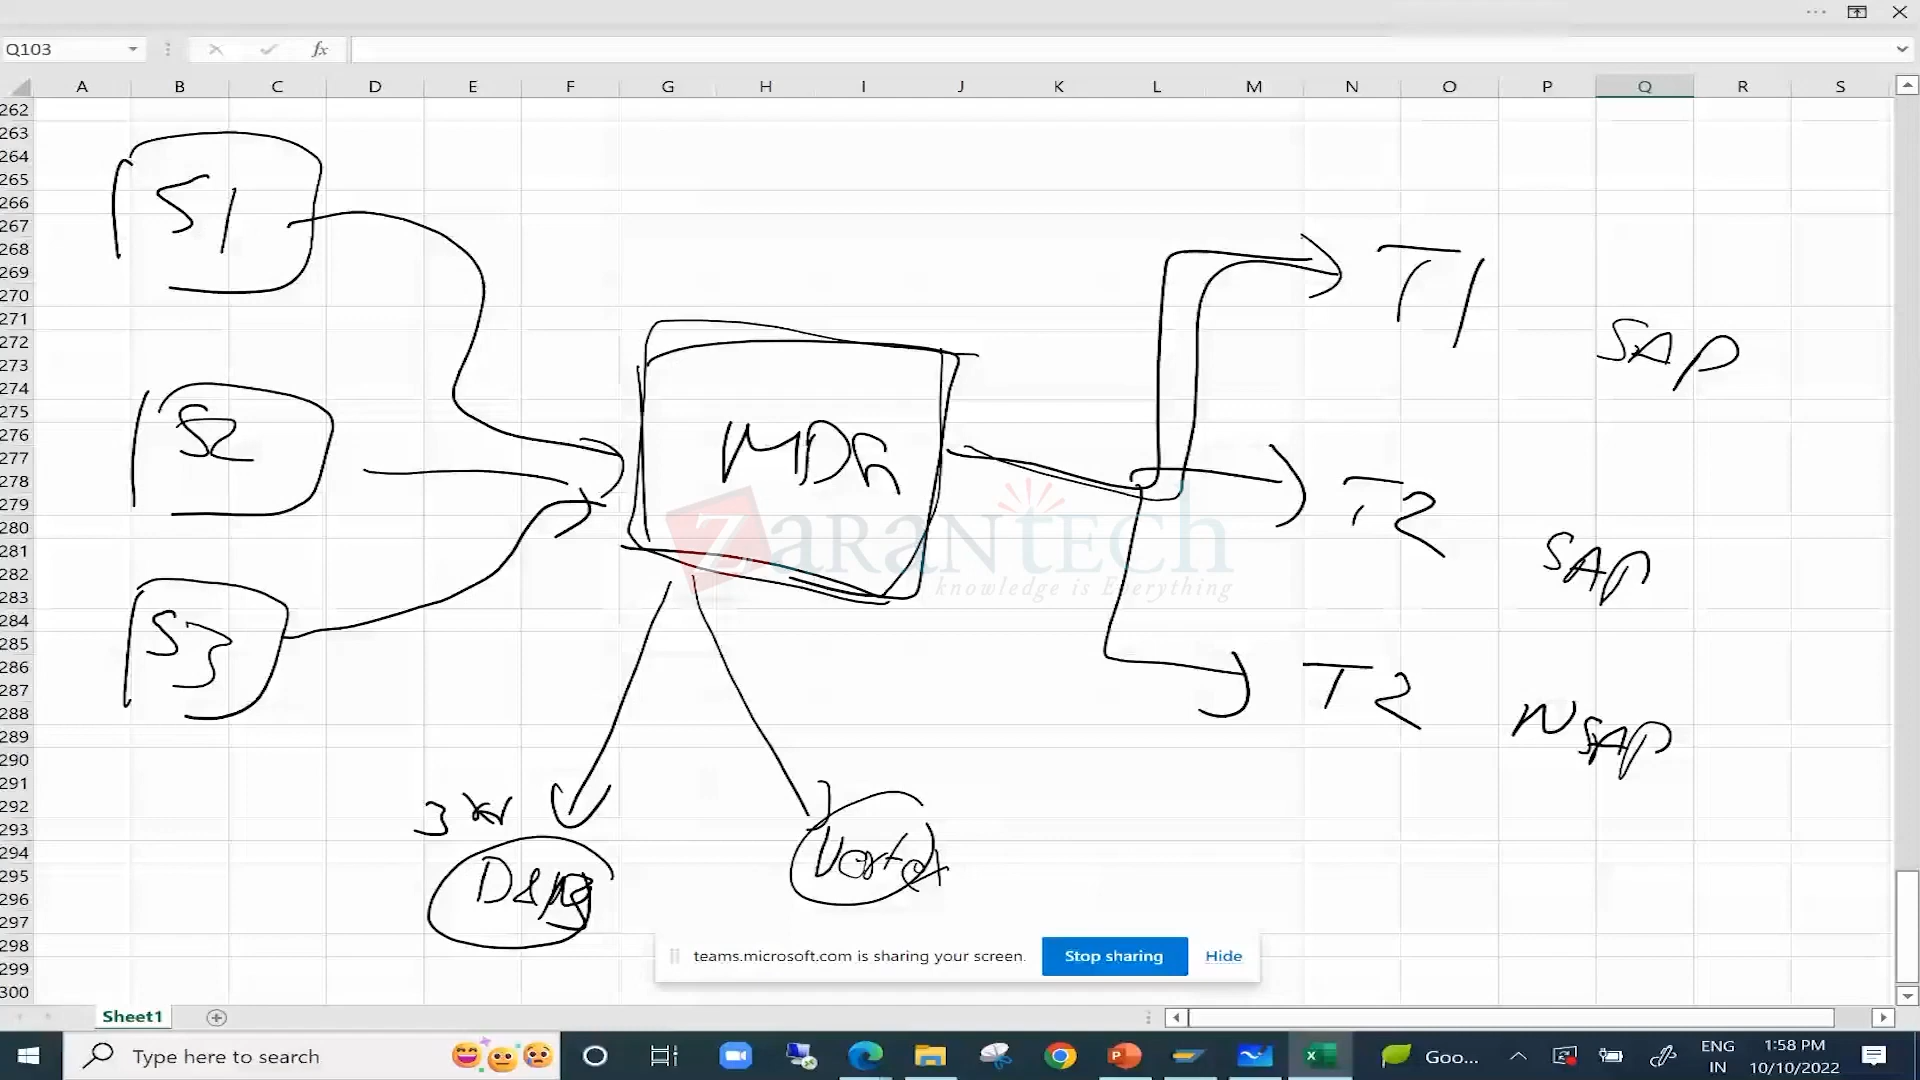 Q103
fx
A B C D E F G H I J K L M N O P Q R S
262
263
264
265
266
267
268
269
270
271
272
273
274
275
276
277
278
279
280
281
282
283
284
285
286
287
288
289
290
291
292
293
294
295
296
297
298
299
300
S1
T1
SAP
S2
MDG
T2
zarantech
knowledge is Everything
SAP
S3
T2
NSAP
3
teams.microsoft.com is sharing your screen.
Stop sharing
Hide
Sheet1
Type here to search
Goo...
ENG
IN
1:58 PM
10/10/2022